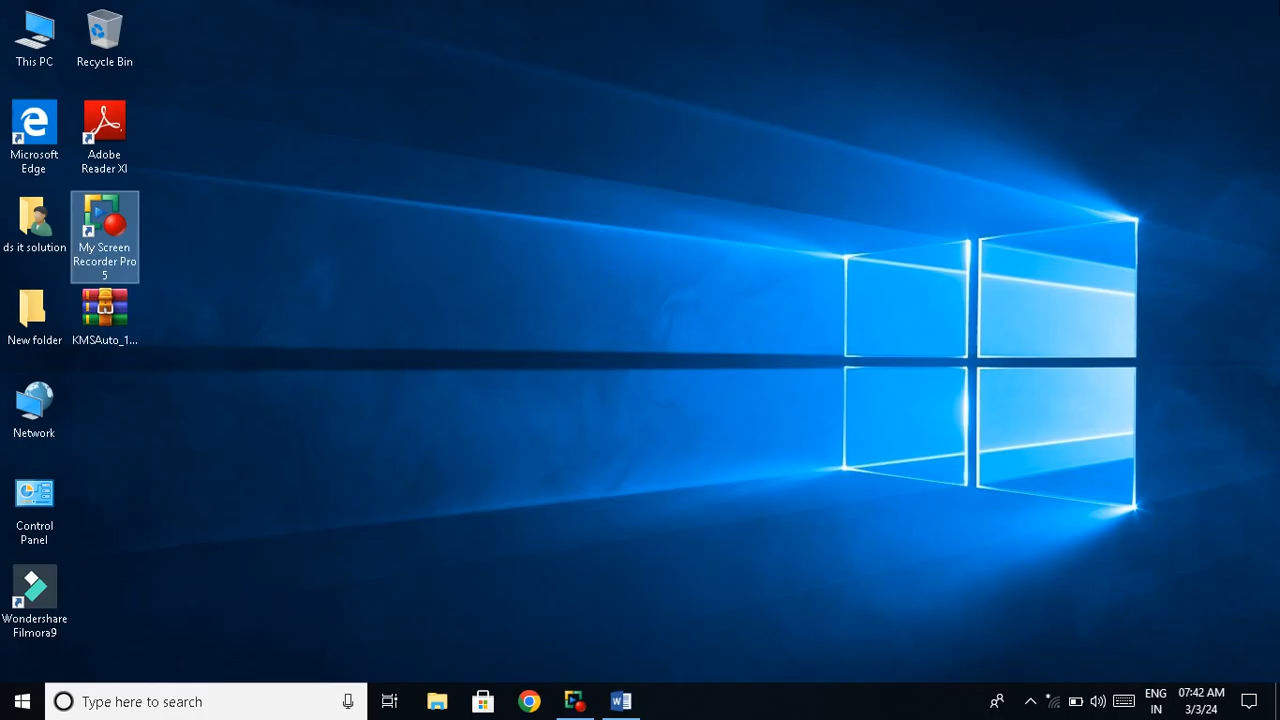 This PC
Recycle Bin
Microsoft
Edge
Adobe
Reader XI
ds it solution
My Screen
Recorder Pro
5
New folder
KMSAuto_1...
Network
Control
Panel
Wondershare
Filmora9
Type here to search
ENG
IN
07:42 AM
3/3/24